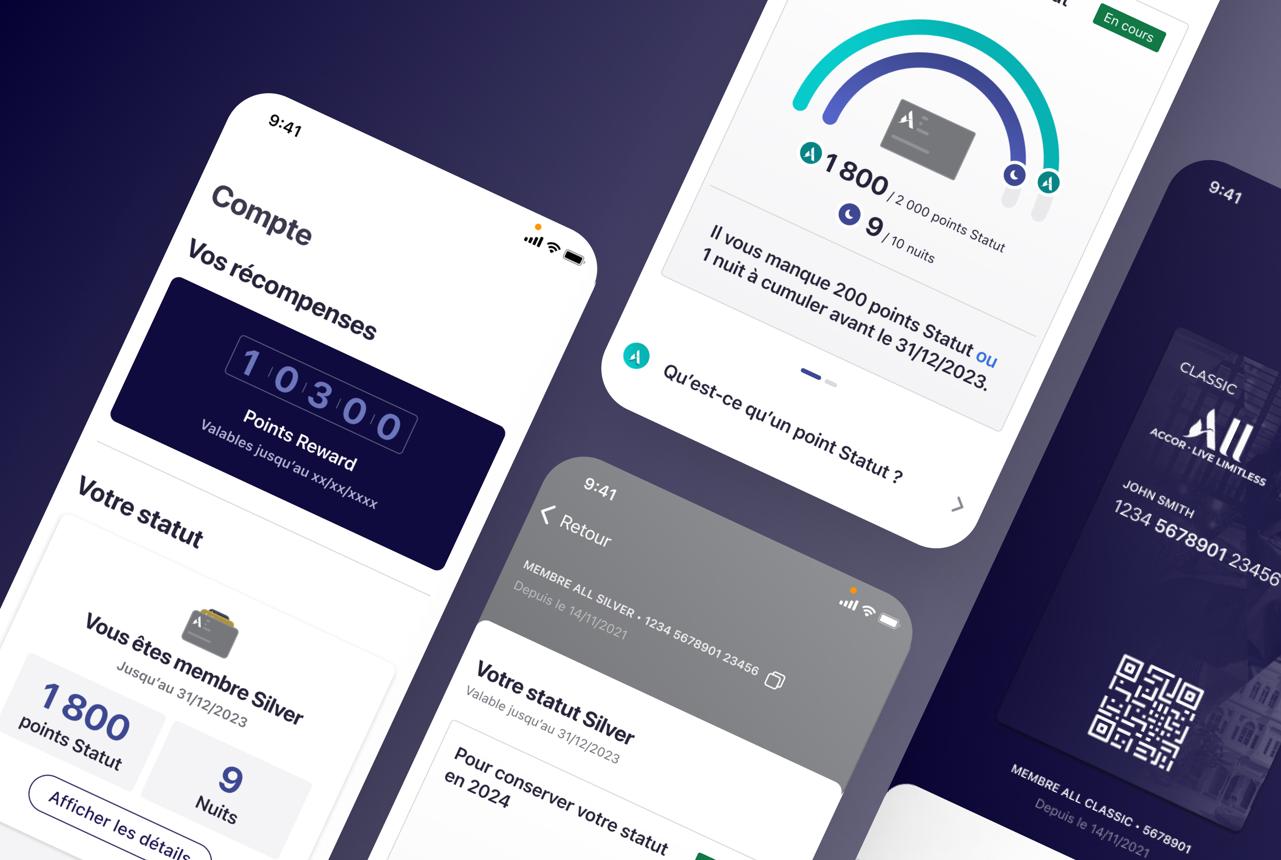 9:41
Compte
Vos récompenses
10300
Points Reward
Valables jusqu’au xx/xx/xxxx
Votre statut
Vous êtes membre Silver
Jusqu’au 31/12/2023
1 800
points Statut
9
Nuits
Afficher les détails
En cours
1 800 / 2 000 points Statut
9 / 10 nuits
Il vous manque 200 points Statut ou
1 nuit à cumuler avant le 31/12/2023.
Qu’est-ce qu’un point Statut ?
9:41
Retour
MEMBRE ALL SILVER • 1234 5678901 23456
Depuis le 14/11/2021
Votre statut Silver
Valable jusqu’au 31/12/2023
Pour conserver votre statut
en 2024
9:41
CLASSIC
All
ACCOR · LIVE LIMITLESS
JOHN SMITH
1234 5678901 23456
MEMBRE ALL CLASSIC • 5678901
Depuis le 14/11/2021